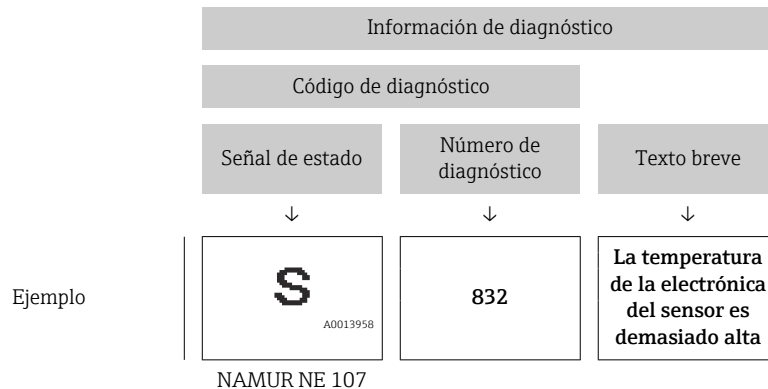 Información de diagnóstico
Código de diagnóstico
Señal de estado
Número de
diagnóstico
Texto breve
↓ ↓ ↓
Ejemplo
S
A0013958
832
La temperatura
de la electrónica
del sensor es
demasiado alta
NAMUR NE 107